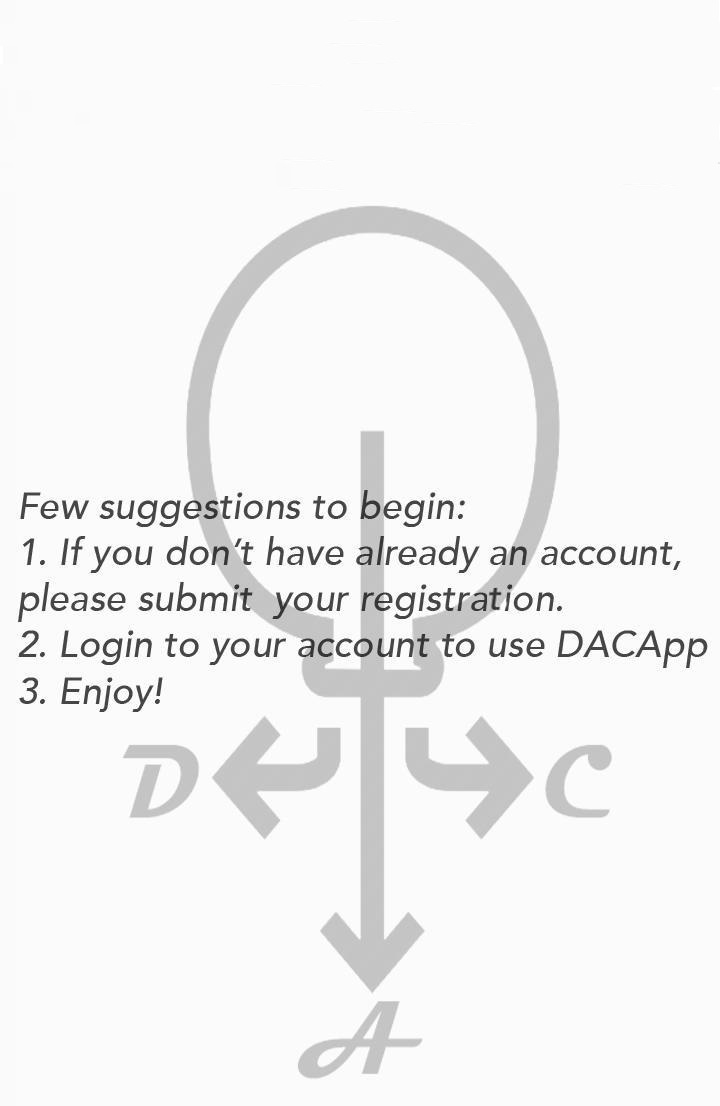 Few suggestions to begin:
1. If you don’t have already an account,
please submit  your registration.
2. Login to your account to use DACApp
3. Enjoy!
D C
A